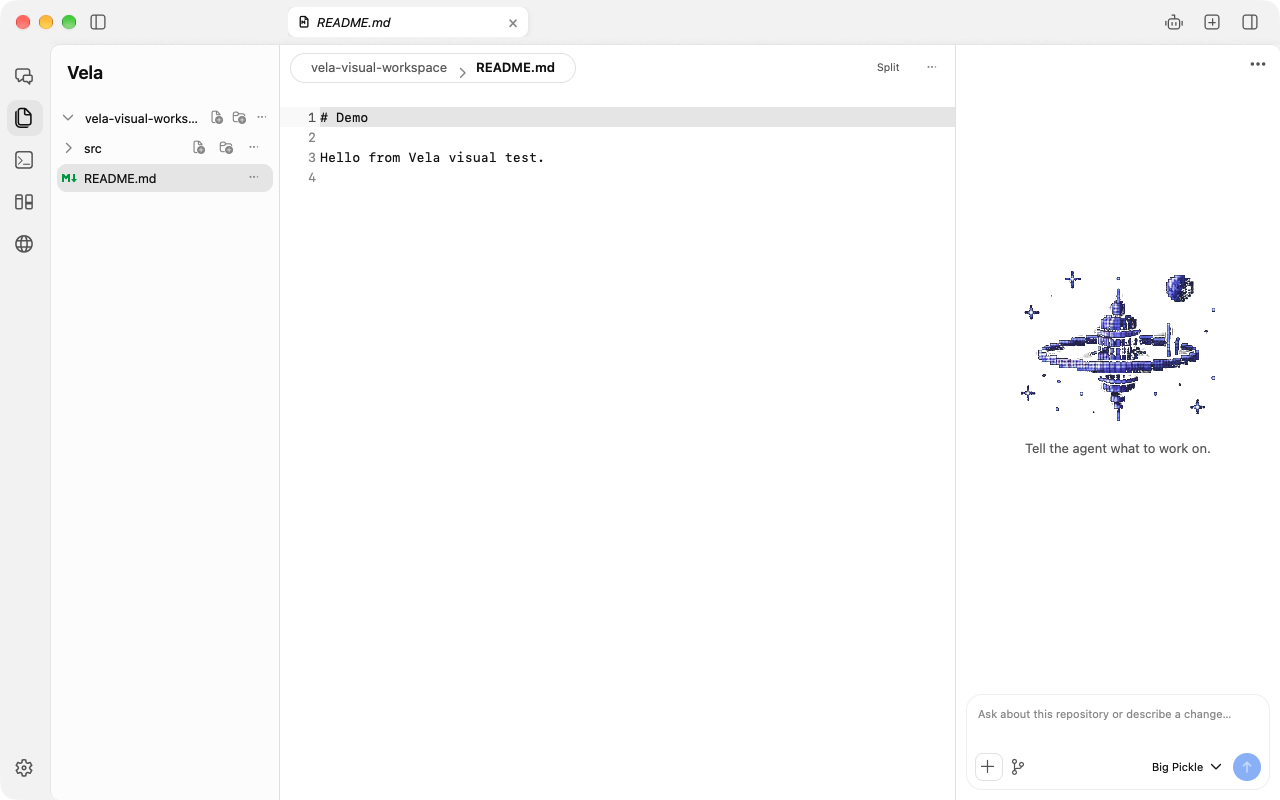 README.md
Vela
vela-visual-works...
src
README.md
vela-visual-workspace
README.md
Split
1 # Demo
2
3 Hello from Vela visual test.
4
Tell the agent what to work on.
Ask about this repository or describe a change...
Big Pickle